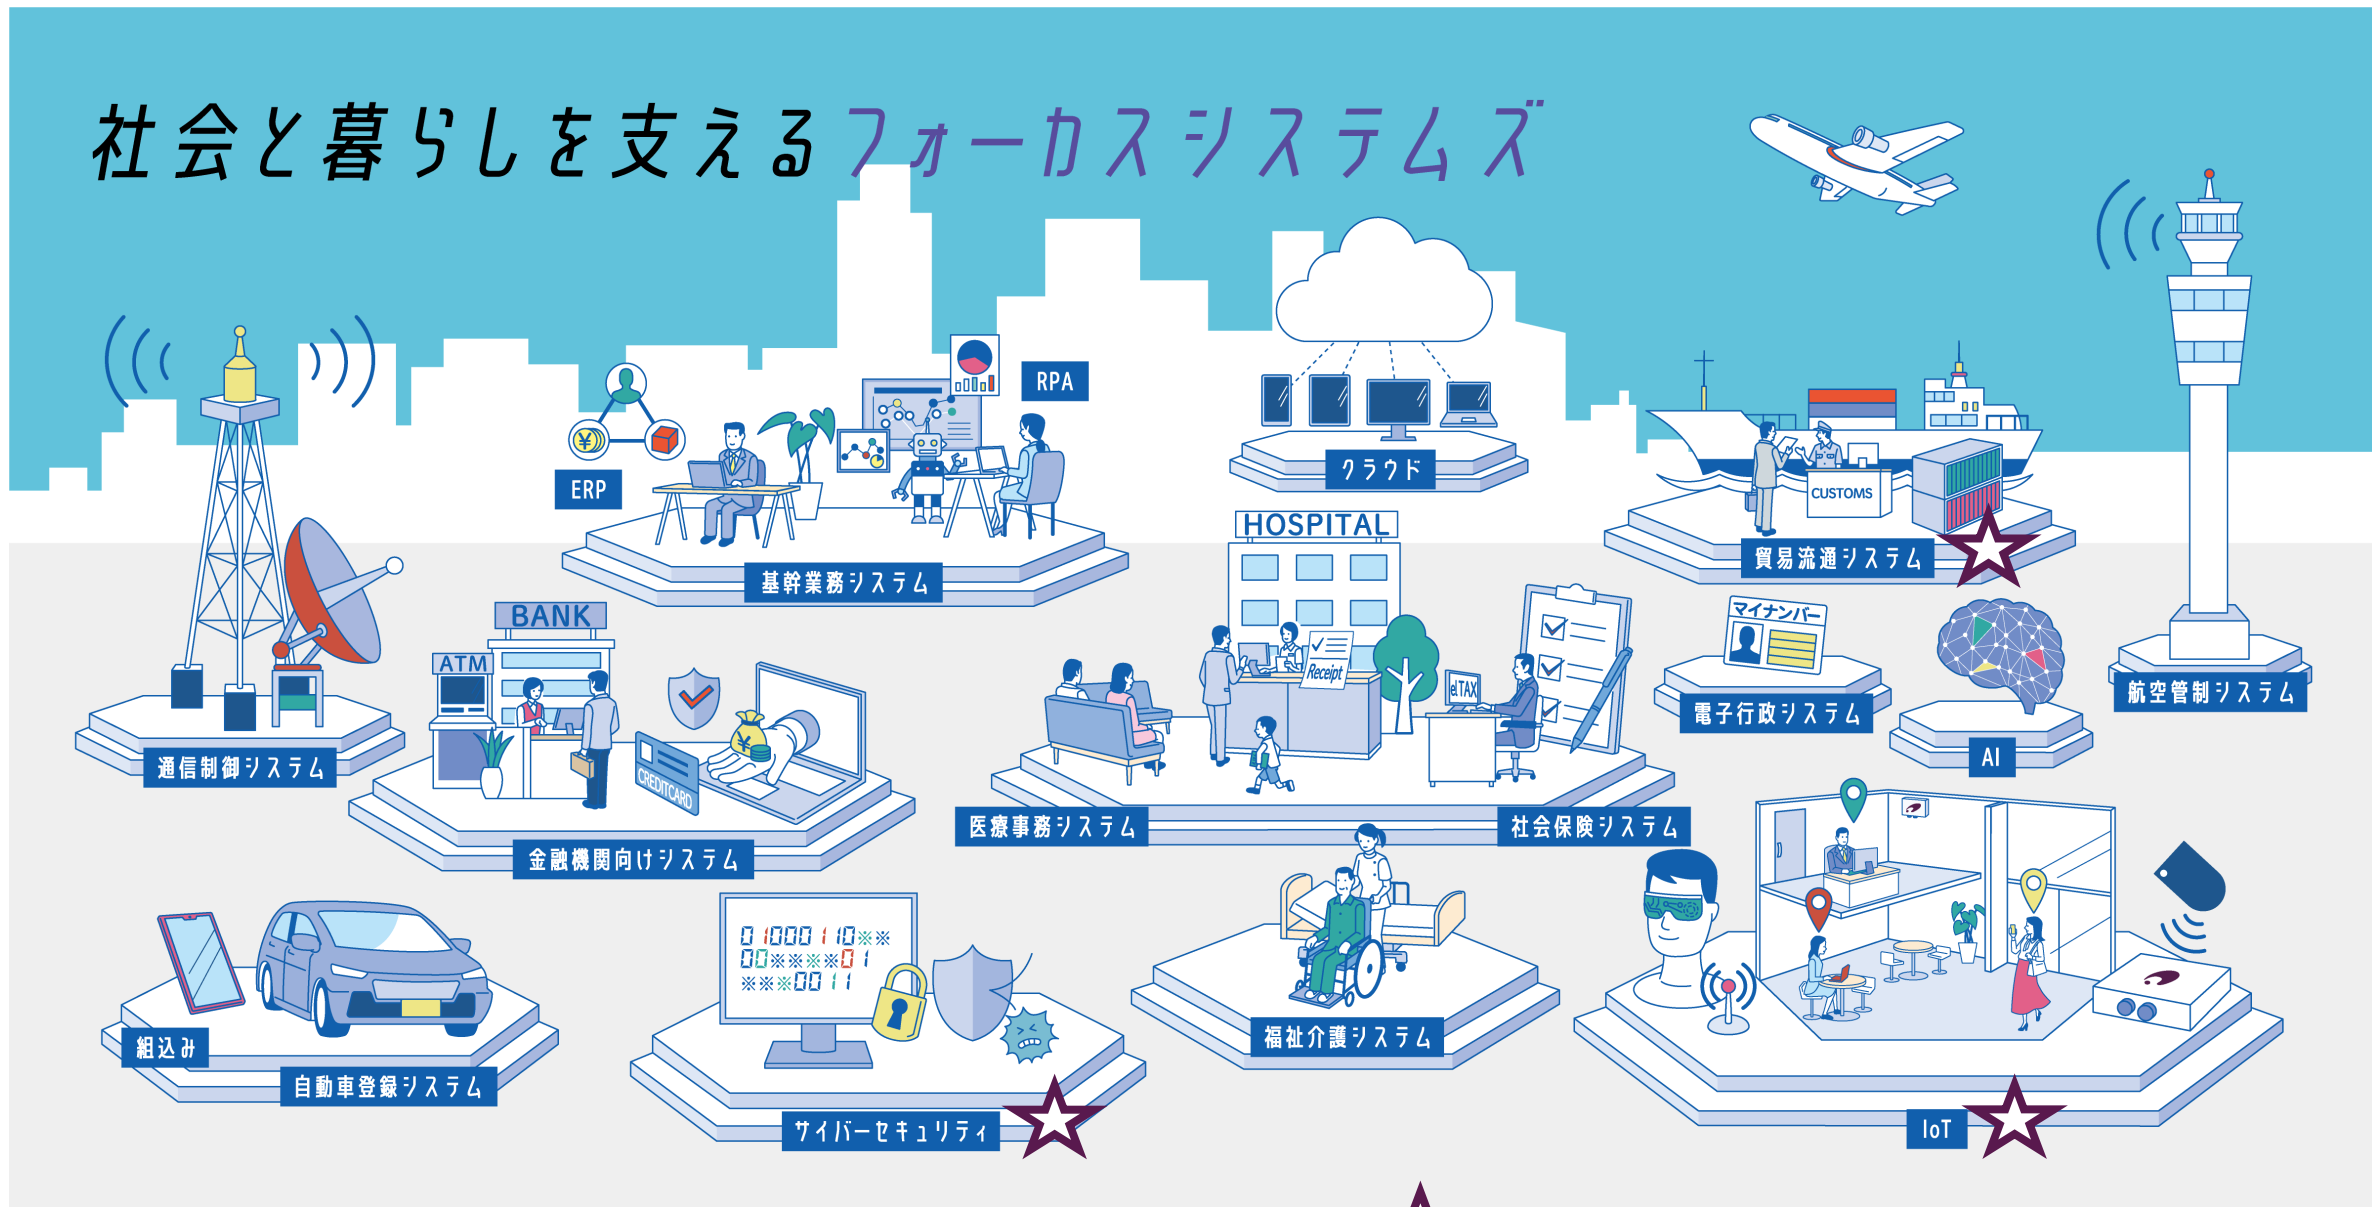 社会と暮らしを支えるフォーカスシステムズ
RPA
ERP
基幹業務システム
クラウド
CUSTOMS
貿易流通システム
HOSPITAL
Receipt
elTAX
医療事務システム
社会保険システム
マイナンバー
電子行政システム
AI
航空管制システム
通信制御システム
BANK
ATM
¥
¥
CREDITCARD
金融機関向けシステム
組込み
自動車登録システム
01000110※※
00※※※※01
※※※0011
サイバーセキュリティ
福祉介護システム
IoT